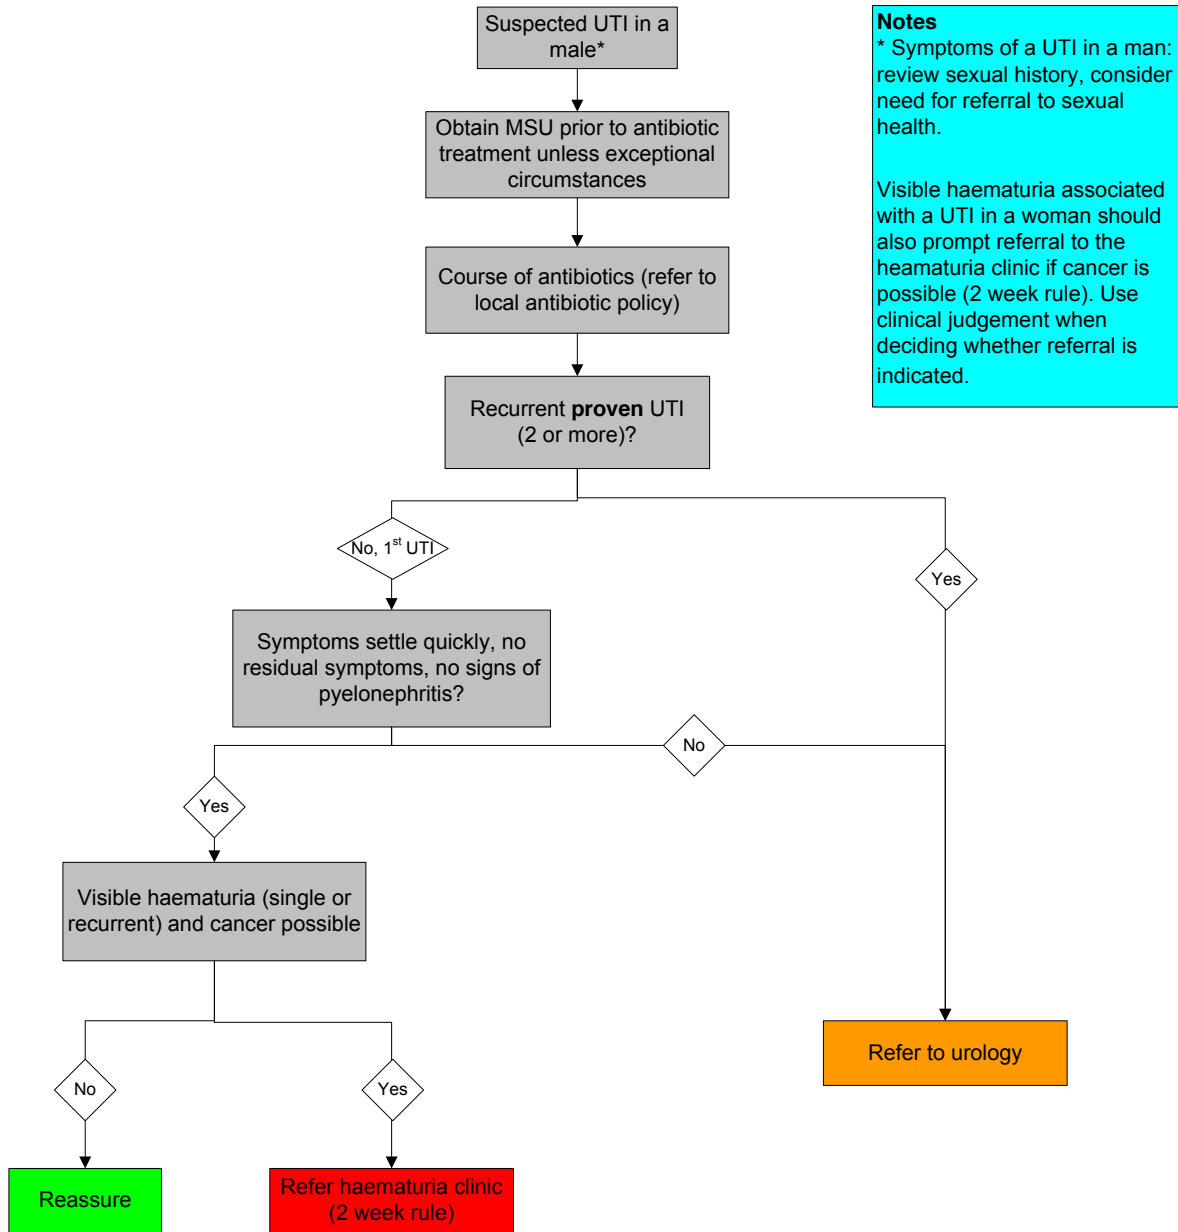 Suspected UTI in a
male*
Notes
* Symptoms of a UTI in a man:
review sexual history, consider
need for referral to sexual
health.
Visible haematuria associated
with a UTI in a woman should
also prompt referral to the
heamaturia clinic if cancer is
possible (2 week rule). Use
clinical judgement when
deciding whether referral is
indicated.
Obtain MSU prior to antibiotic
treatment unless exceptional
circumstances
Course of antibiotics (refer to
local antibiotic policy)
Recurrent proven UTI
(2 or more)?
No, 1st UTI
Yes
Symptoms settle quickly, no
residual symptoms, no signs of
pyelonephritis?
No
Yes
Visible haematuria (single or
recurrent) and cancer possible
Refer to urology
No
Yes
Reassure
Refer haematuria clinic
(2 week rule)